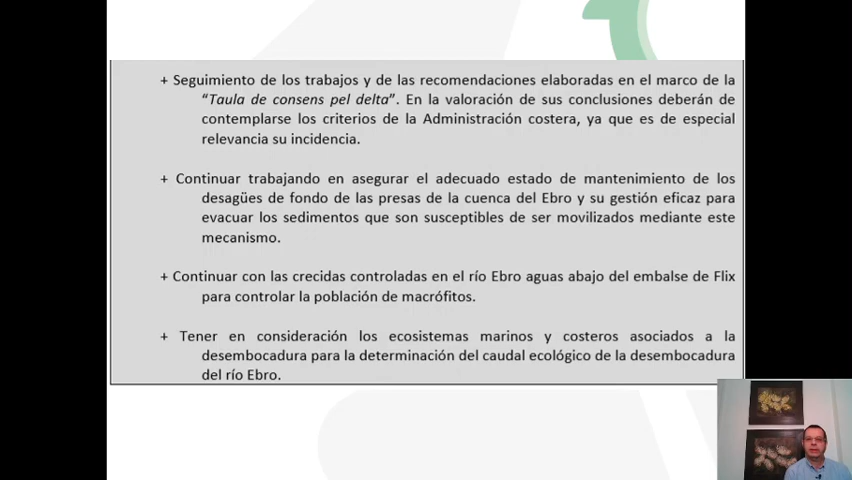 + Seguimiento de los trabajos y de las recomendaciones elaboradas en el marco de la
“Taula de consens pel delta”. En la valoración de sus conclusiones deberán de
contemplarse los criterios de la Administración costera, ya que es de especial
relevancia su incidencia.
+ Continuar trabajando en asegurar el adecuado estado de mantenimiento de los
desagües de fondo de las presas de la cuenca del Ebro y su gestión eficaz para
evacuar los sedimentos que son susceptibles de ser movilizados mediante este
mecanismo.
+ Continuar con las crecidas controladas en el río Ebro aguas abajo del embalse de Flix
para controlar la población de macrófitos.
+ Tener en consideración los ecosistemas marinos y costeros asociados a la
desembocadura para la determinación del caudal ecológico de la desembocadura
del río Ebro.